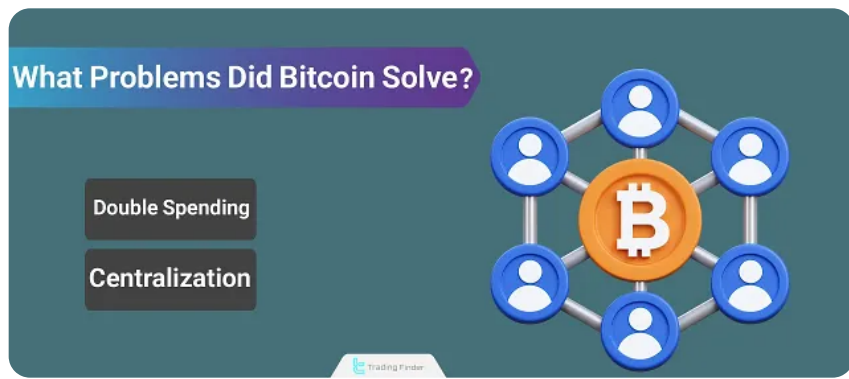 What Problems Did Bitcoin Solve?
Double Spending
Centralization
Trading Finder